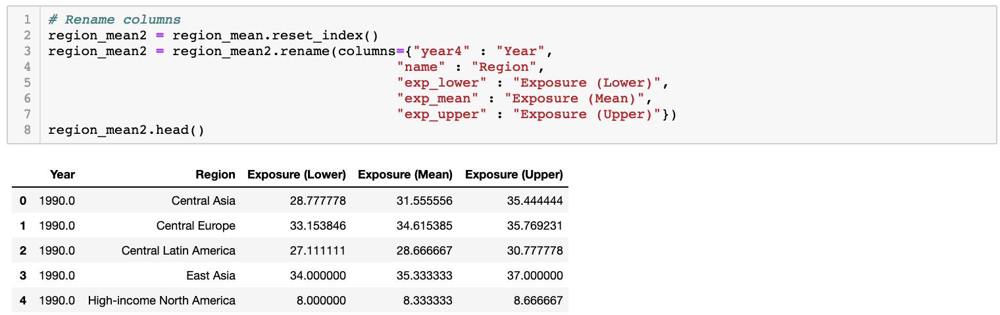 1 # Rename columns
2 region_mean2 = region_mean.reset_index()
3 region_mean2 = region_mean2.rename(columns={"year4" : "Year",
4 "name" : "Region",
5 "exp_lower" : "Exposure (Lower)",
6 "exp_mean" : "Exposure (Mean)",
7 "exp_upper" : "Exposure (Upper)"})
8 region_mean2.head()
Year Region Exposure (Lower) Exposure (Mean) Exposure (Upper)
0 1990.0 Central Asia 28.777778 31.555556 35.444444
1 1990.0 Central Europe 33.153846 34.615385 35.769231
2 1990.0 Central Latin America 27.111111 28.666667 30.777778
3 1990.0 East Asia 34.000000 35.333333 37.000000
4 1990.0 High-income North America 8.000000 8.333333 8.666667